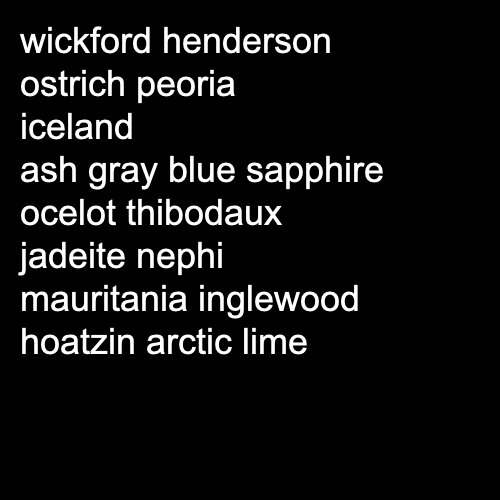 wickford henderson
ostrich peoria
iceland
ash gray blue sapphire
ocelot thibodaux
jadeite nephi
mauritania inglewood
hoatzin arctic lime